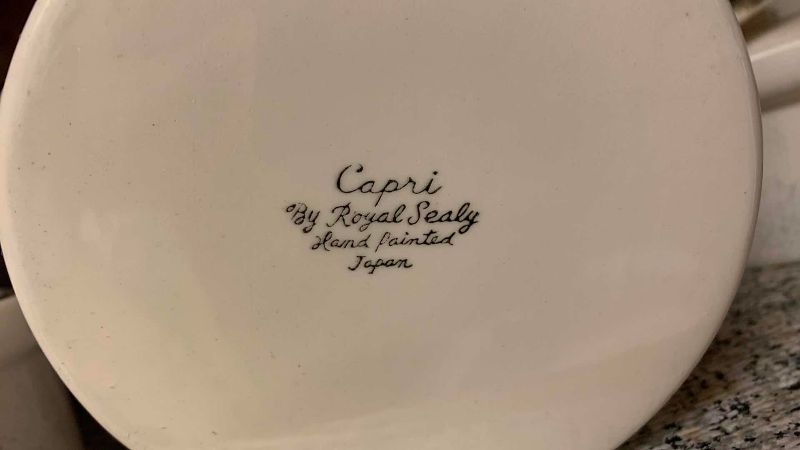 Capri
By Royal Sealy
Hand Painted
Japan